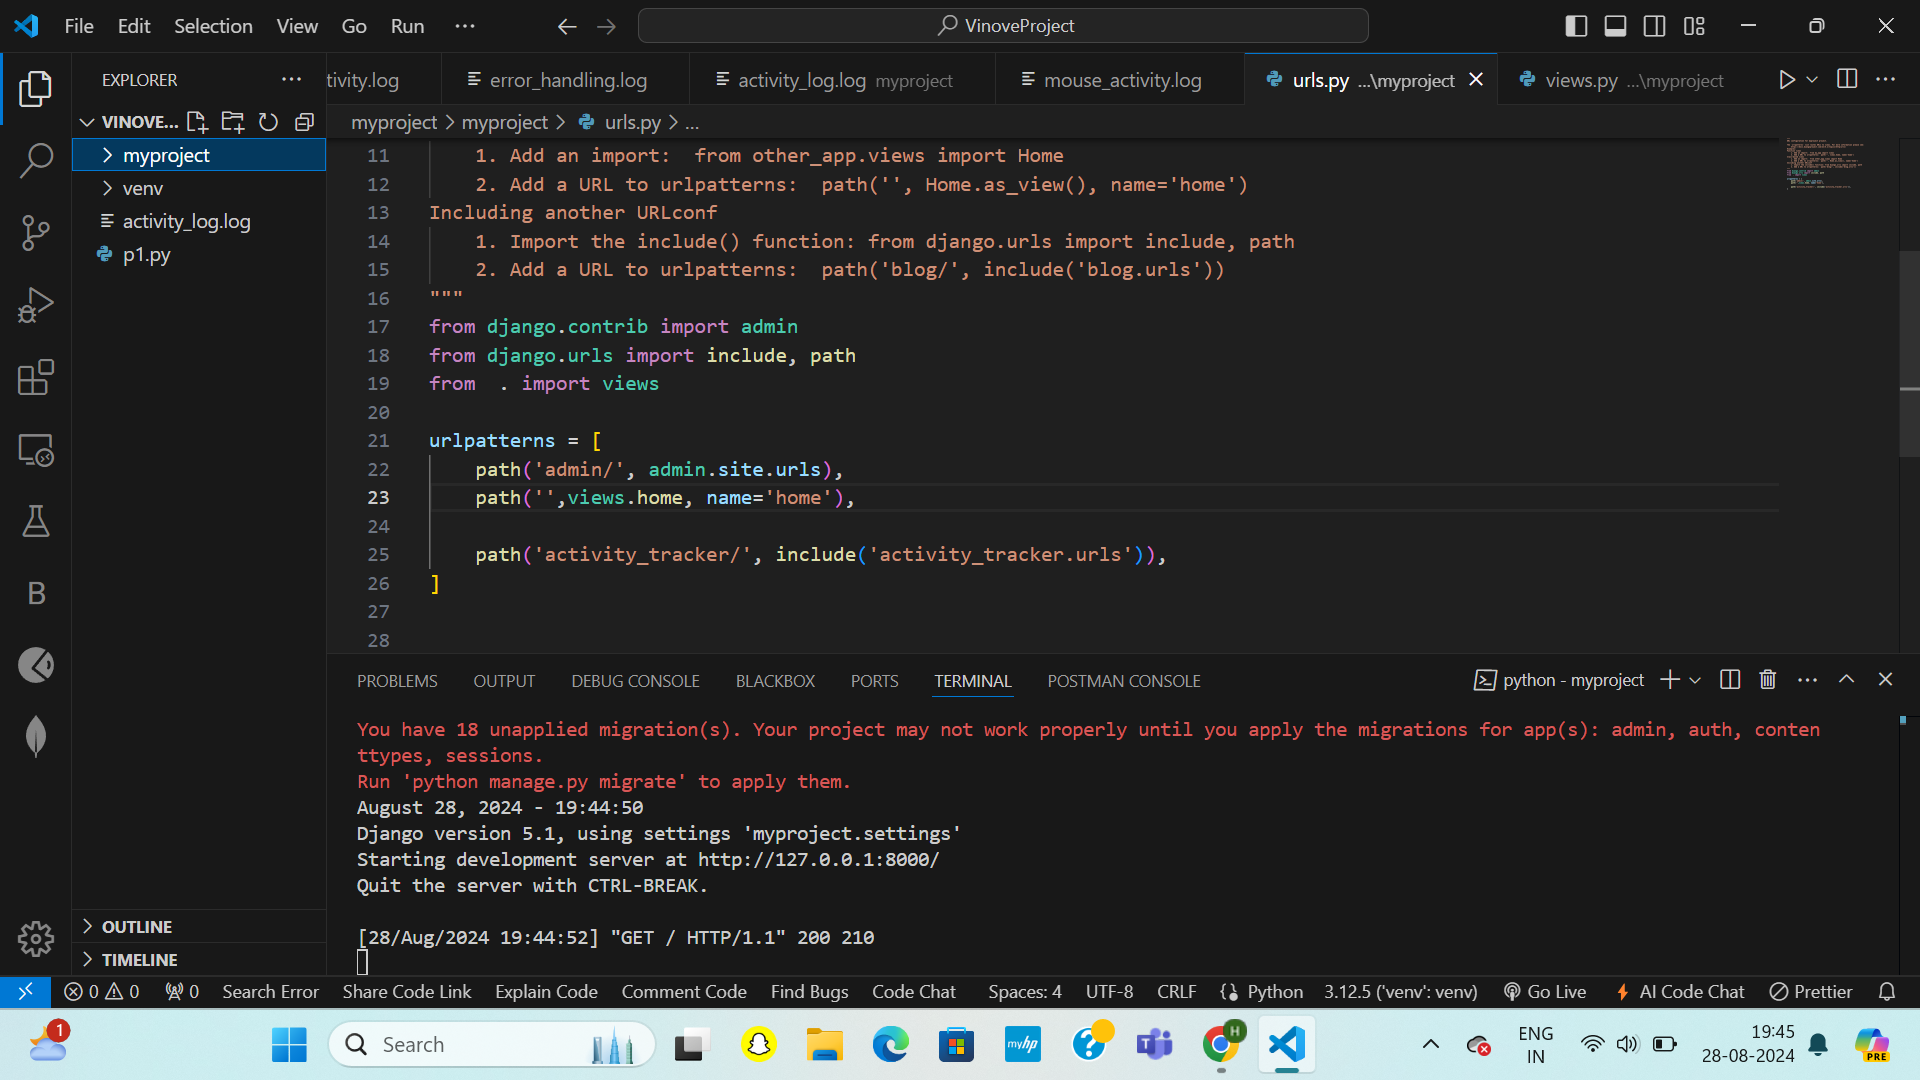 File Edit Selection View Go Run
VinoveProject
EXPLORER
tivity.log error_handling.log activity_log.log myproject mouse_activity.log urls.py ...\myproject views.py ...\myproject
VINOVE...
myproject > myproject > urls.py > ...
myproject
venv
activity_log.log
p1.py
11 1. Add an import:  from other_app.views import Home
12 2. Add a URL to urlpatterns:  path('', Home.as_view(), name='home')
13 Including another URLconf
14 1. Import the include() function: from django.urls import include, path
15 2. Add a URL to urlpatterns:  path('blog/', include('blog.urls'))
16 """
17 from django.contrib import admin
18 from django.urls import include, path
19 from  . import views
20
21 urlpatterns = [
22 path('admin/', admin.site.urls),
23 path('',views.home, name='home'),
24
25 path('activity_tracker/', include('activity_tracker.urls')),
26 ]
27
28
PROBLEMS OUTPUT DEBUG CONSOLE BLACKBOX PORTS TERMINAL POSTMAN CONSOLE python - myproject
You have 18 unapplied migration(s). Your project may not work properly until you apply the migrations for app(s): admin, auth, conten
ttypes, sessions.
Run 'python manage.py migrate' to apply them.
August 28, 2024 - 19:44:50
Django version 5.1, using settings 'myproject.settings'
Starting development server at http://127.0.0.1:8000/
Quit the server with CTRL-BREAK.
[28/Aug/2024 19:44:52] "GET / HTTP/1.1" 200 210
OUTLINE
TIMELINE
0 0 0 Search Error Share Code Link Explain Code Comment Code Find Bugs Code Chat Spaces: 4 UTF-8 CRLF Python 3.12.5 ('venv': venv) Go Live AI Code Chat Prettier
1
Search
myhp
H
ENG
IN
19:45
28-08-2024
PRE